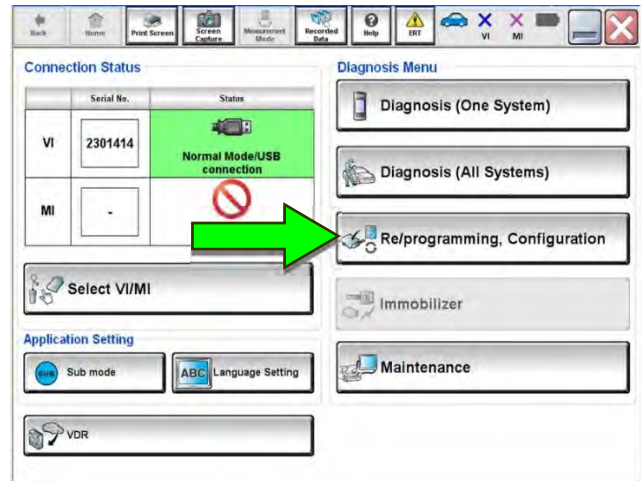 Back
Home
Print Screen
Screen Capture
Measurement Mode
Recorded Data
Help
ERT
VI
MI
Connection Status
Diagnosis Menu
Serial No.
Status
VI
2301414
Normal Mode/USB
connection
MI
-
Select VI/MI
Application Setting
SUB
Sub mode
ABC
Language Setting
VDR
Diagnosis (One System)
Diagnosis (All Systems)
Re/programming, Configuration
Immobilizer
Maintenance